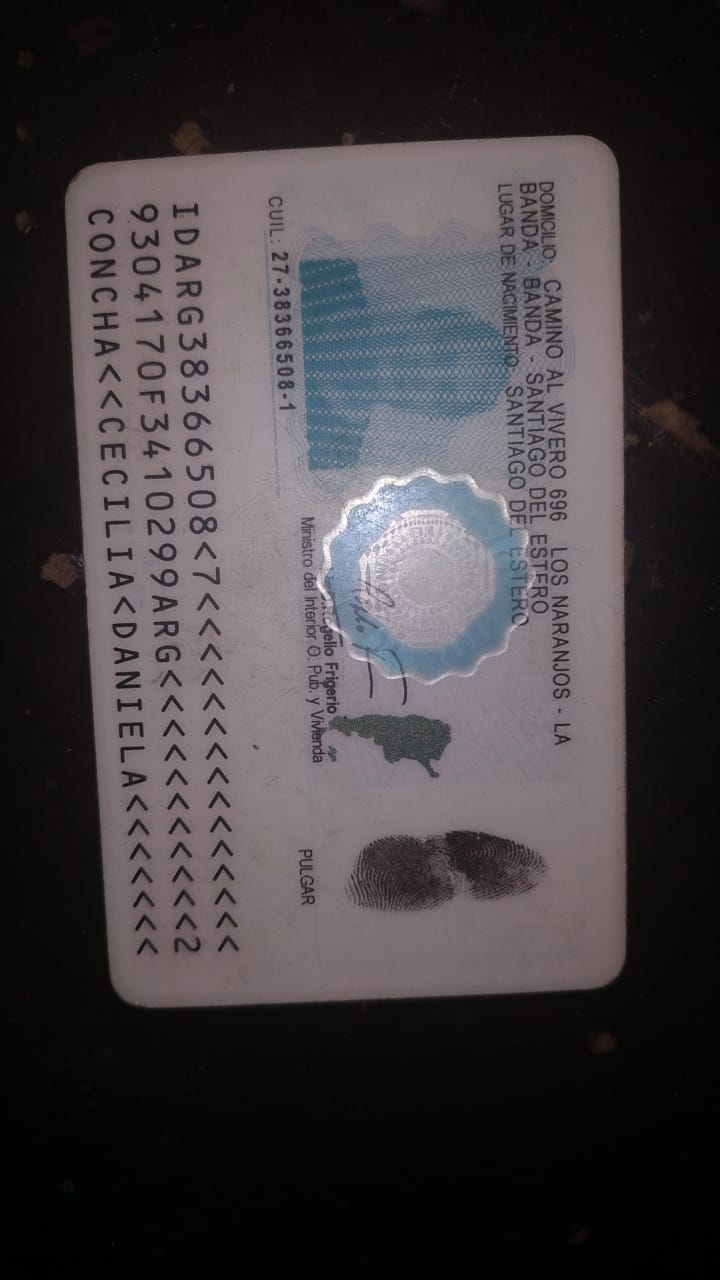 DOMICILIO: CAMINO AL VIVERO 696 LOS NARANJOS - LA
BANDA - BANDA - SANTIAGO DEL ESTERO
LUGAR DE NACIMIENTO: SANTIAGO DEL ESTERO
CUIL: 27-38366508-1
Frigerio
Ministro del Interior O. Pub. y Vivienda
PULGAR
IDARG38366508<7<<<<<<<<<<<<<<<
9304170F3410299ARG<<<<<<<<<<<2
CONCHA<<CECILIA<DANIELA<<<<<<<